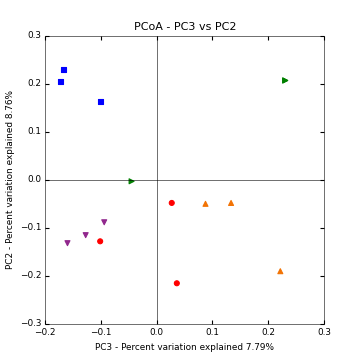 PCoA - PC3 vs PC2
0.3
0.2
0.1
0.0
−0.1
−0.2
−0.3
PC2 - Percent variation explained 8.76%
−0.2 −0.1 0.0 0.1 0.2 0.3
PC3 - Percent variation explained 7.79%